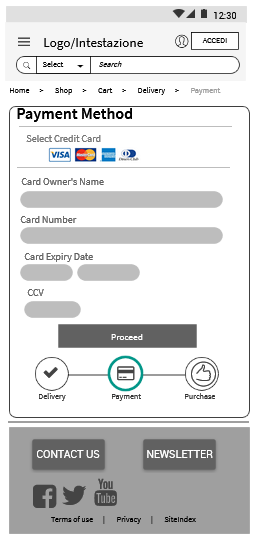 12:30
Logo/Intestazione
ACCEDI
Select Search
Home > Shop > Cart > Delivery > Payment
Payment Method
Select Credit Card
VISA MasterCard
Card Owner's Name
Card Number
Card Expiry Date
CCV
Proceed
Delivery Payment Purchase
CONTACT US NEWSLETTER
You
Tube
Terms of use | Privacy | SiteIndex